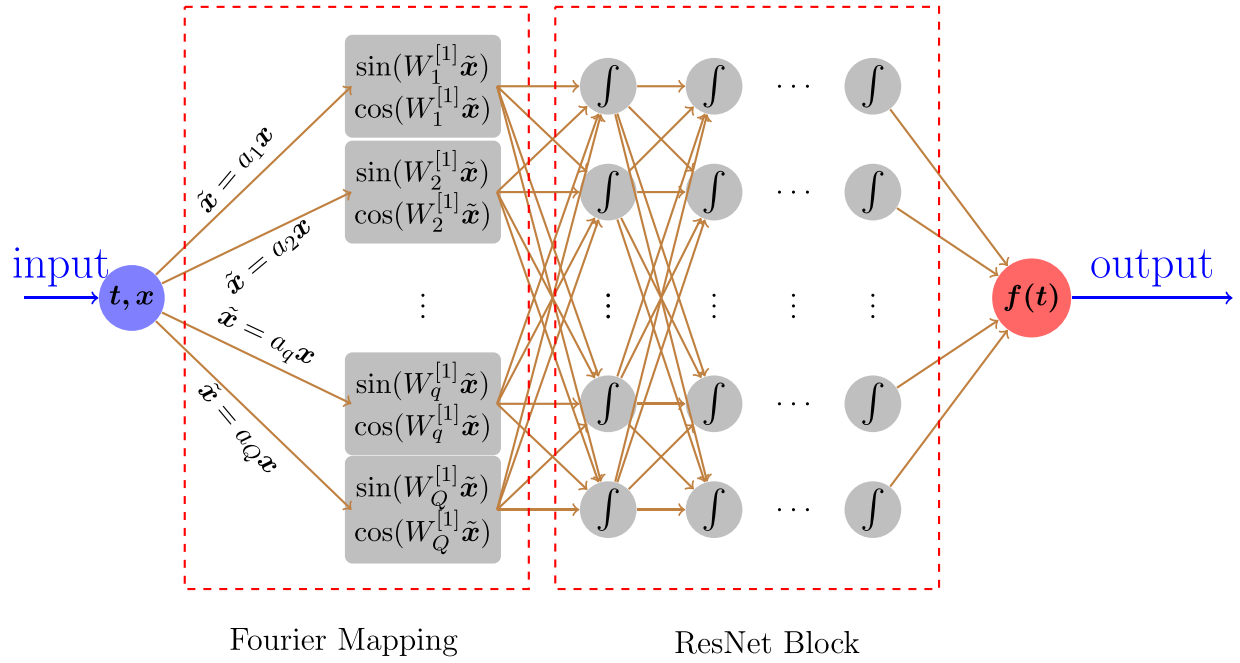 input
t, x
x̃ = a₁x
x̃ = a₂x
x̃ = a_q x
x̃ = a_Q x
sin(W₁^[1] x̃)
cos(W₁^[1] x̃)
sin(W₂^[1] x̃)
cos(W₂^[1] x̃)
⋮
sin(W_q^[1] x̃)
cos(W_q^[1] x̃)
sin(W_Q^[1] x̃)
cos(W_Q^[1] x̃)
∫ ∫ ⋯ ∫
∫ ∫ ⋯ ∫
⋮ ⋮ ⋮ ⋮
∫ ∫ ⋯ ∫
∫ ∫ ⋯ ∫
f(t)
output
Fourier Mapping
ResNet Block